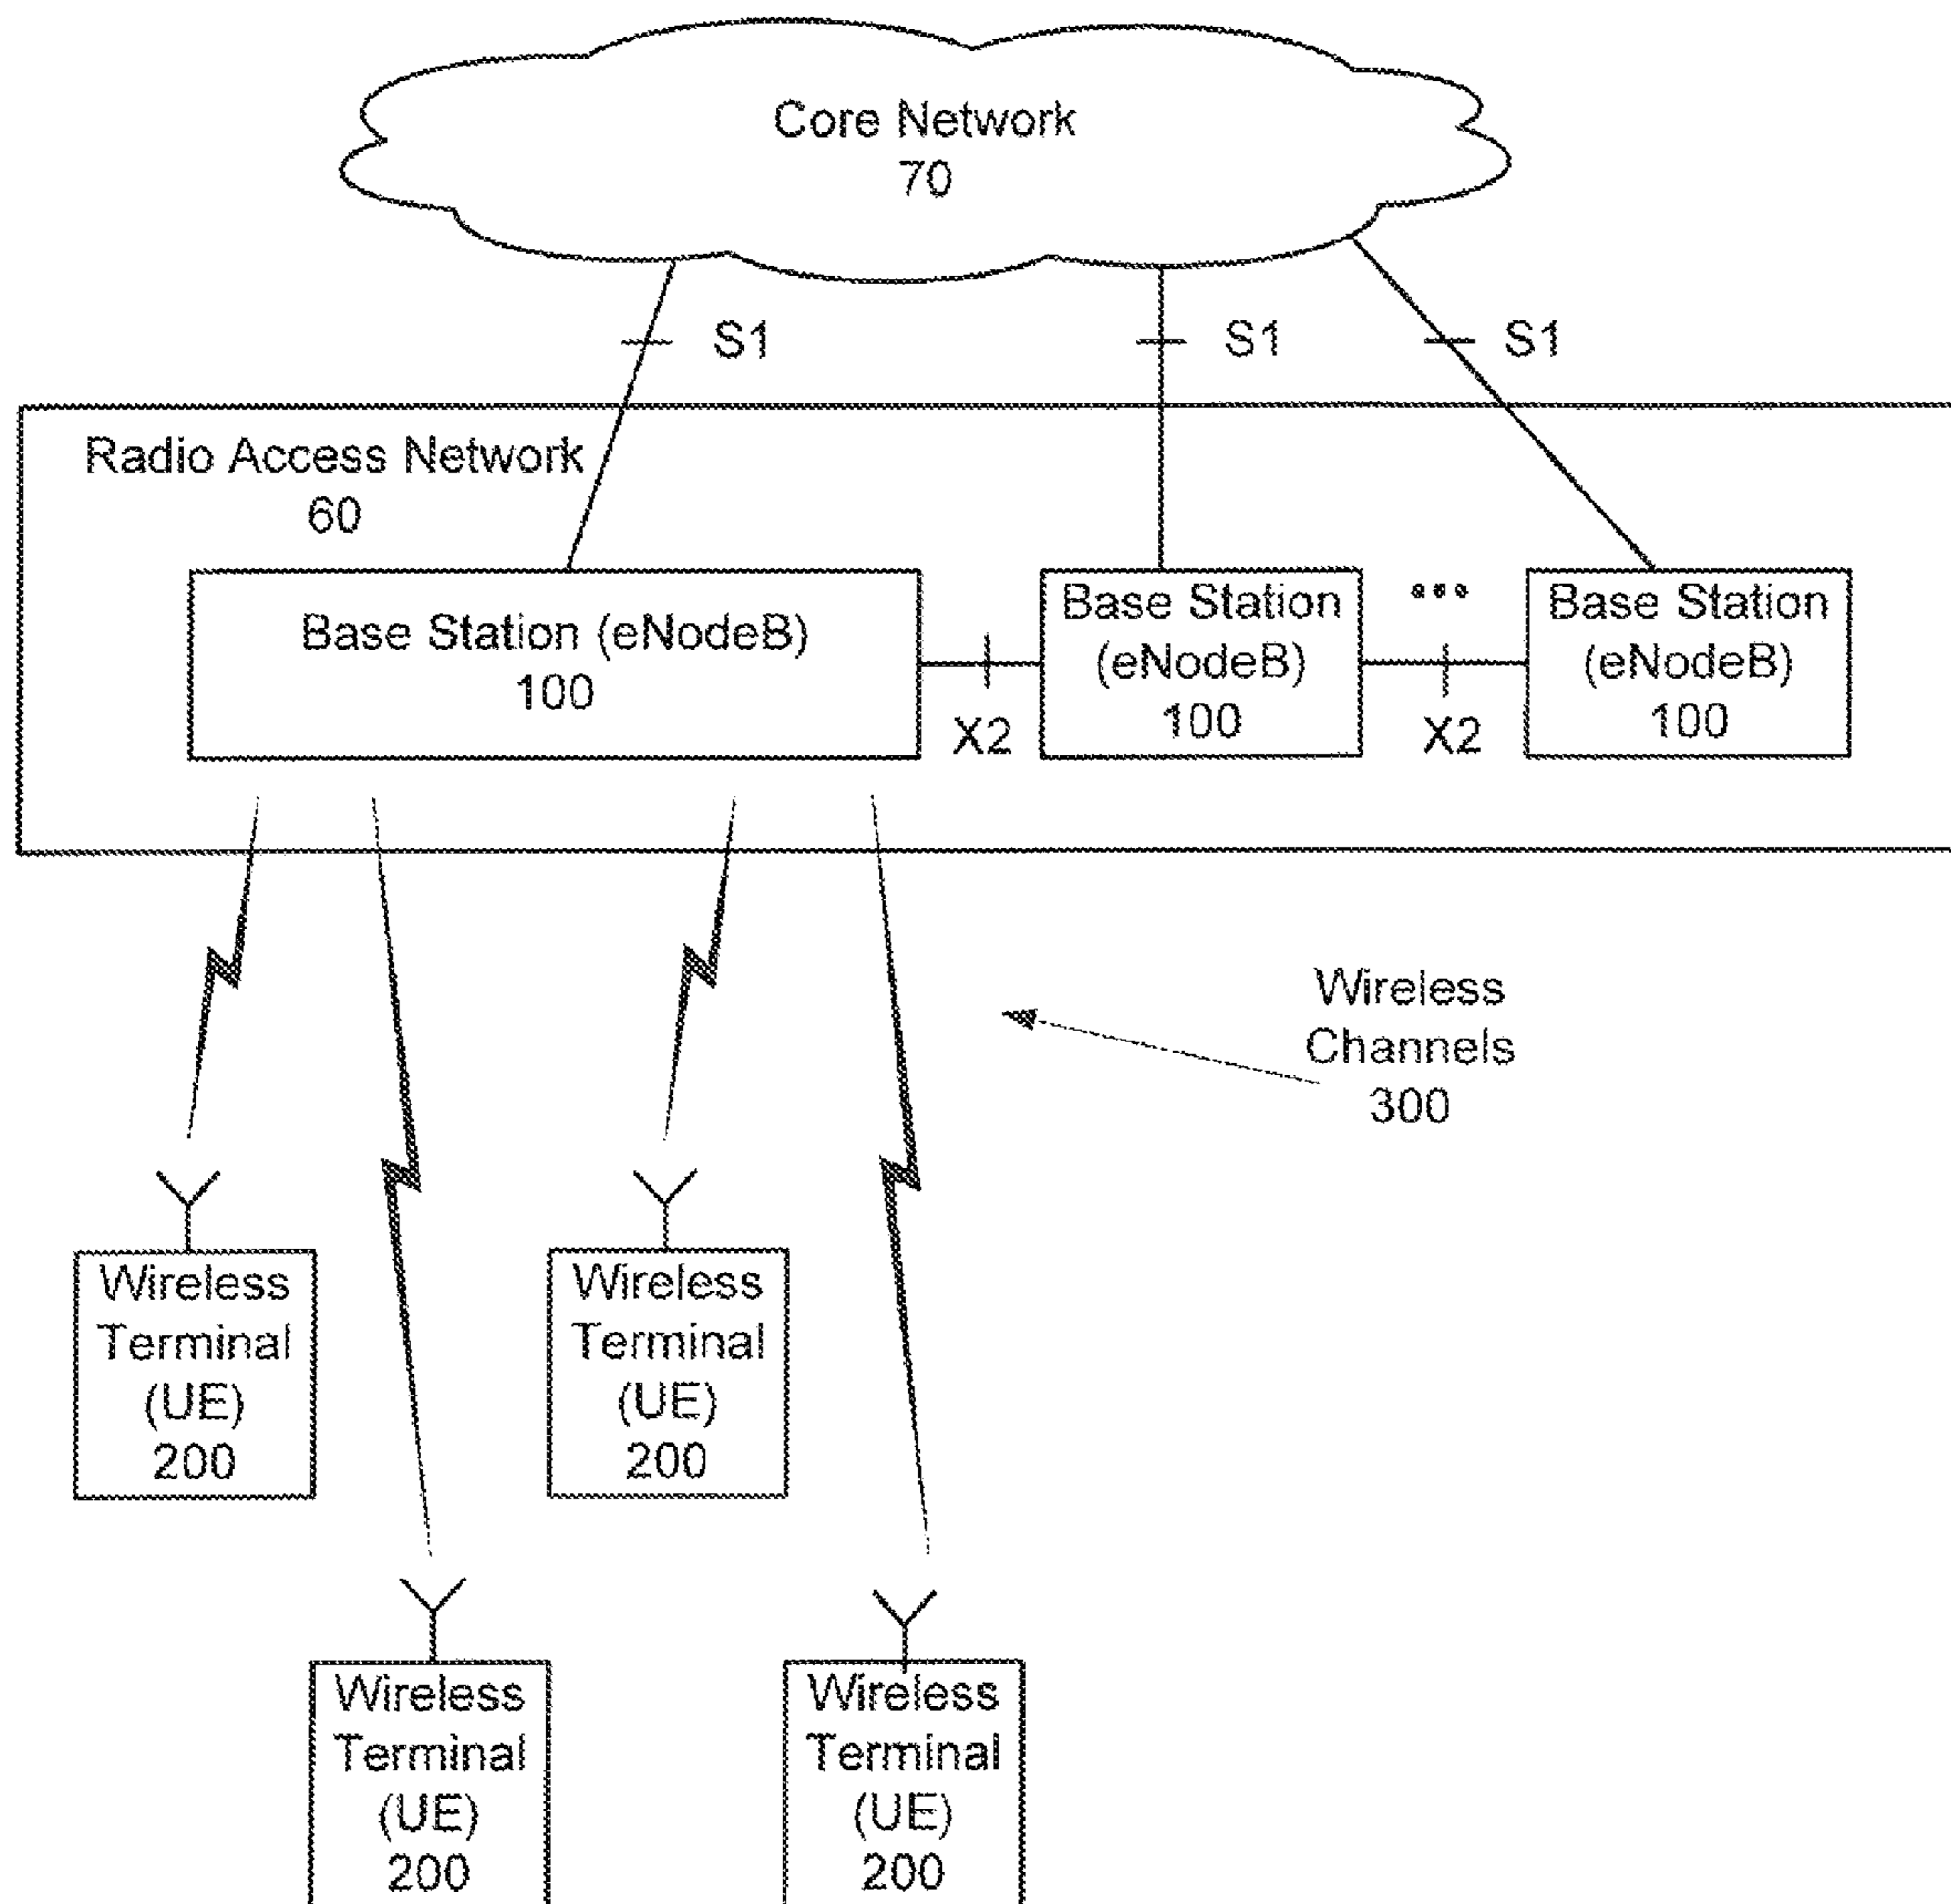 Core Network
70
S1
S1
S1
Radio Access Network
60
Base Station (eNodeB)
100
X2
Base Station
(eNodeB)
100
•••
X2
Base Station
(eNodeB)
100
Wireless
Channels
300
Wireless
Terminal
(UE)
200
Wireless
Terminal
(UE)
200
Wireless
Terminal
(UE)
200
Wireless
Terminal
(UE)
200